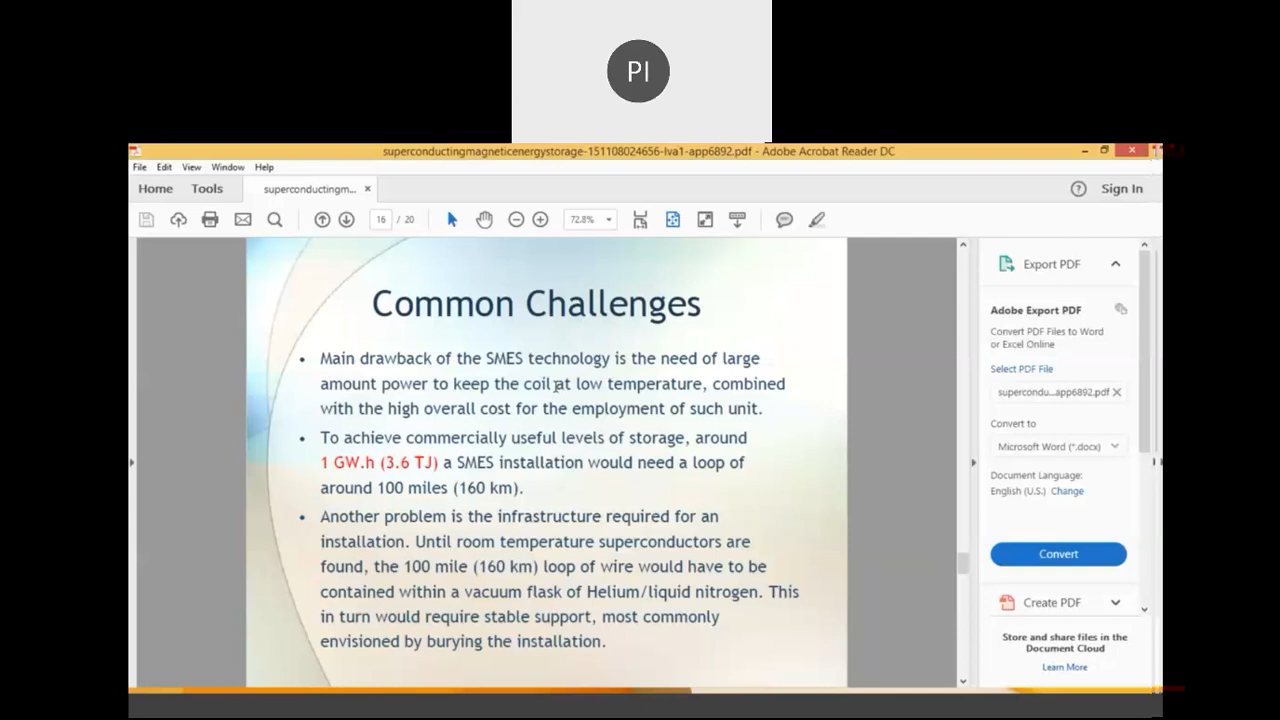 PI
superconductingmagneticenergystorage-151108024656-lva1-app6892.pdf - Adobe Acrobat Reader DC
File Edit View Window Help
Home Tools superconductingm... Sign In
16 / 20 72.8%
Common Challenges
• Main drawback of the SMES technology is the need of large
amount power to keep the coil at low temperature, combined
with the high overall cost for the employment of such unit.
• To achieve commercially useful levels of storage, around
1 GW.h (3.6 TJ) a SMES installation would need a loop of
around 100 miles (160 km).
• Another problem is the infrastructure required for an
installation. Until room temperature superconductors are
found, the 100 mile (160 km) loop of wire would have to be
contained within a vacuum flask of Helium/liquid nitrogen. This
in turn would require stable support, most commonly
envisioned by burying the installation.
Export PDF
Adobe Export PDF
Convert PDF Files to Word
or Excel Online
Select PDF File
supercondu...app6892.pdf
Convert to
Microsoft Word (*.docx)
Document Language:
English (U.S.) Change
Convert
Create PDF
Store and share files in the
Document Cloud
Learn More